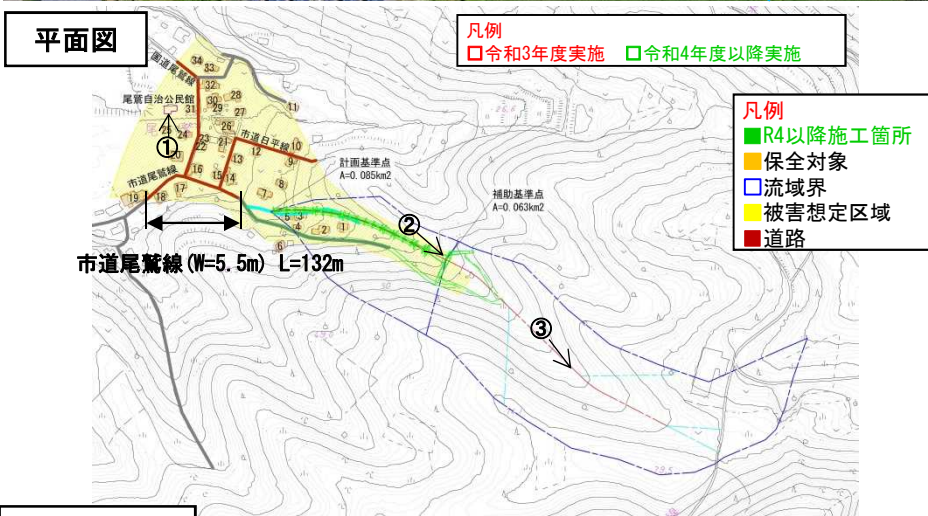 平面図
凡例
令和3年度実施 令和4年度以降実施
凡例
R4以降施工箇所
保全対象
流域界
被害想定区域
道路
国道尾鷲線
尾鷲自治公民館
市道日平線
市道尾鷲線
計画基準点
A=0.085km2
補助基準点
A=0.063km2
①
②
③
市道尾鷲線(W=5.5m) L=132m
34
33
32
30
28
31
29
27
11
26
25
24
23
22
21
20
12
10
13
9
16
15
14
8
7
19
18
17
5
3
4
2
1
6